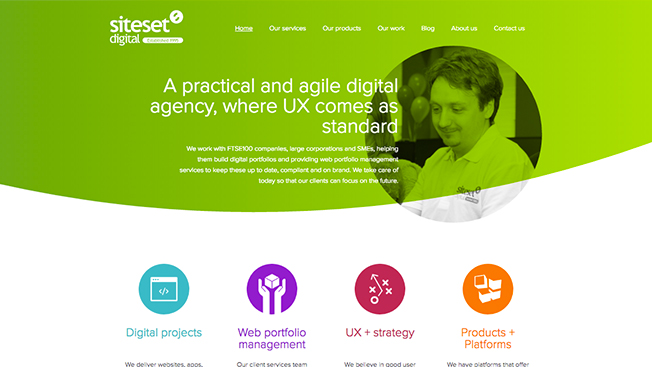 siteset
digital
Home Our services Our products Our work Blog About us Contact us
A practical and agile digital
agency, where UX comes as
standard
We work with FTSE100 companies, large corporations and SMEs, helping
them build digital portfolios and providing web portfolio management
services to keep these up to date, compliant and on brand. We take care of
today so that our clients can focus on the future.
siteset
Digital projects Web portfolio management UX + strategy Products + Platforms
We deliver websites, apps, Our client services team We believe in good user We have platforms that offer